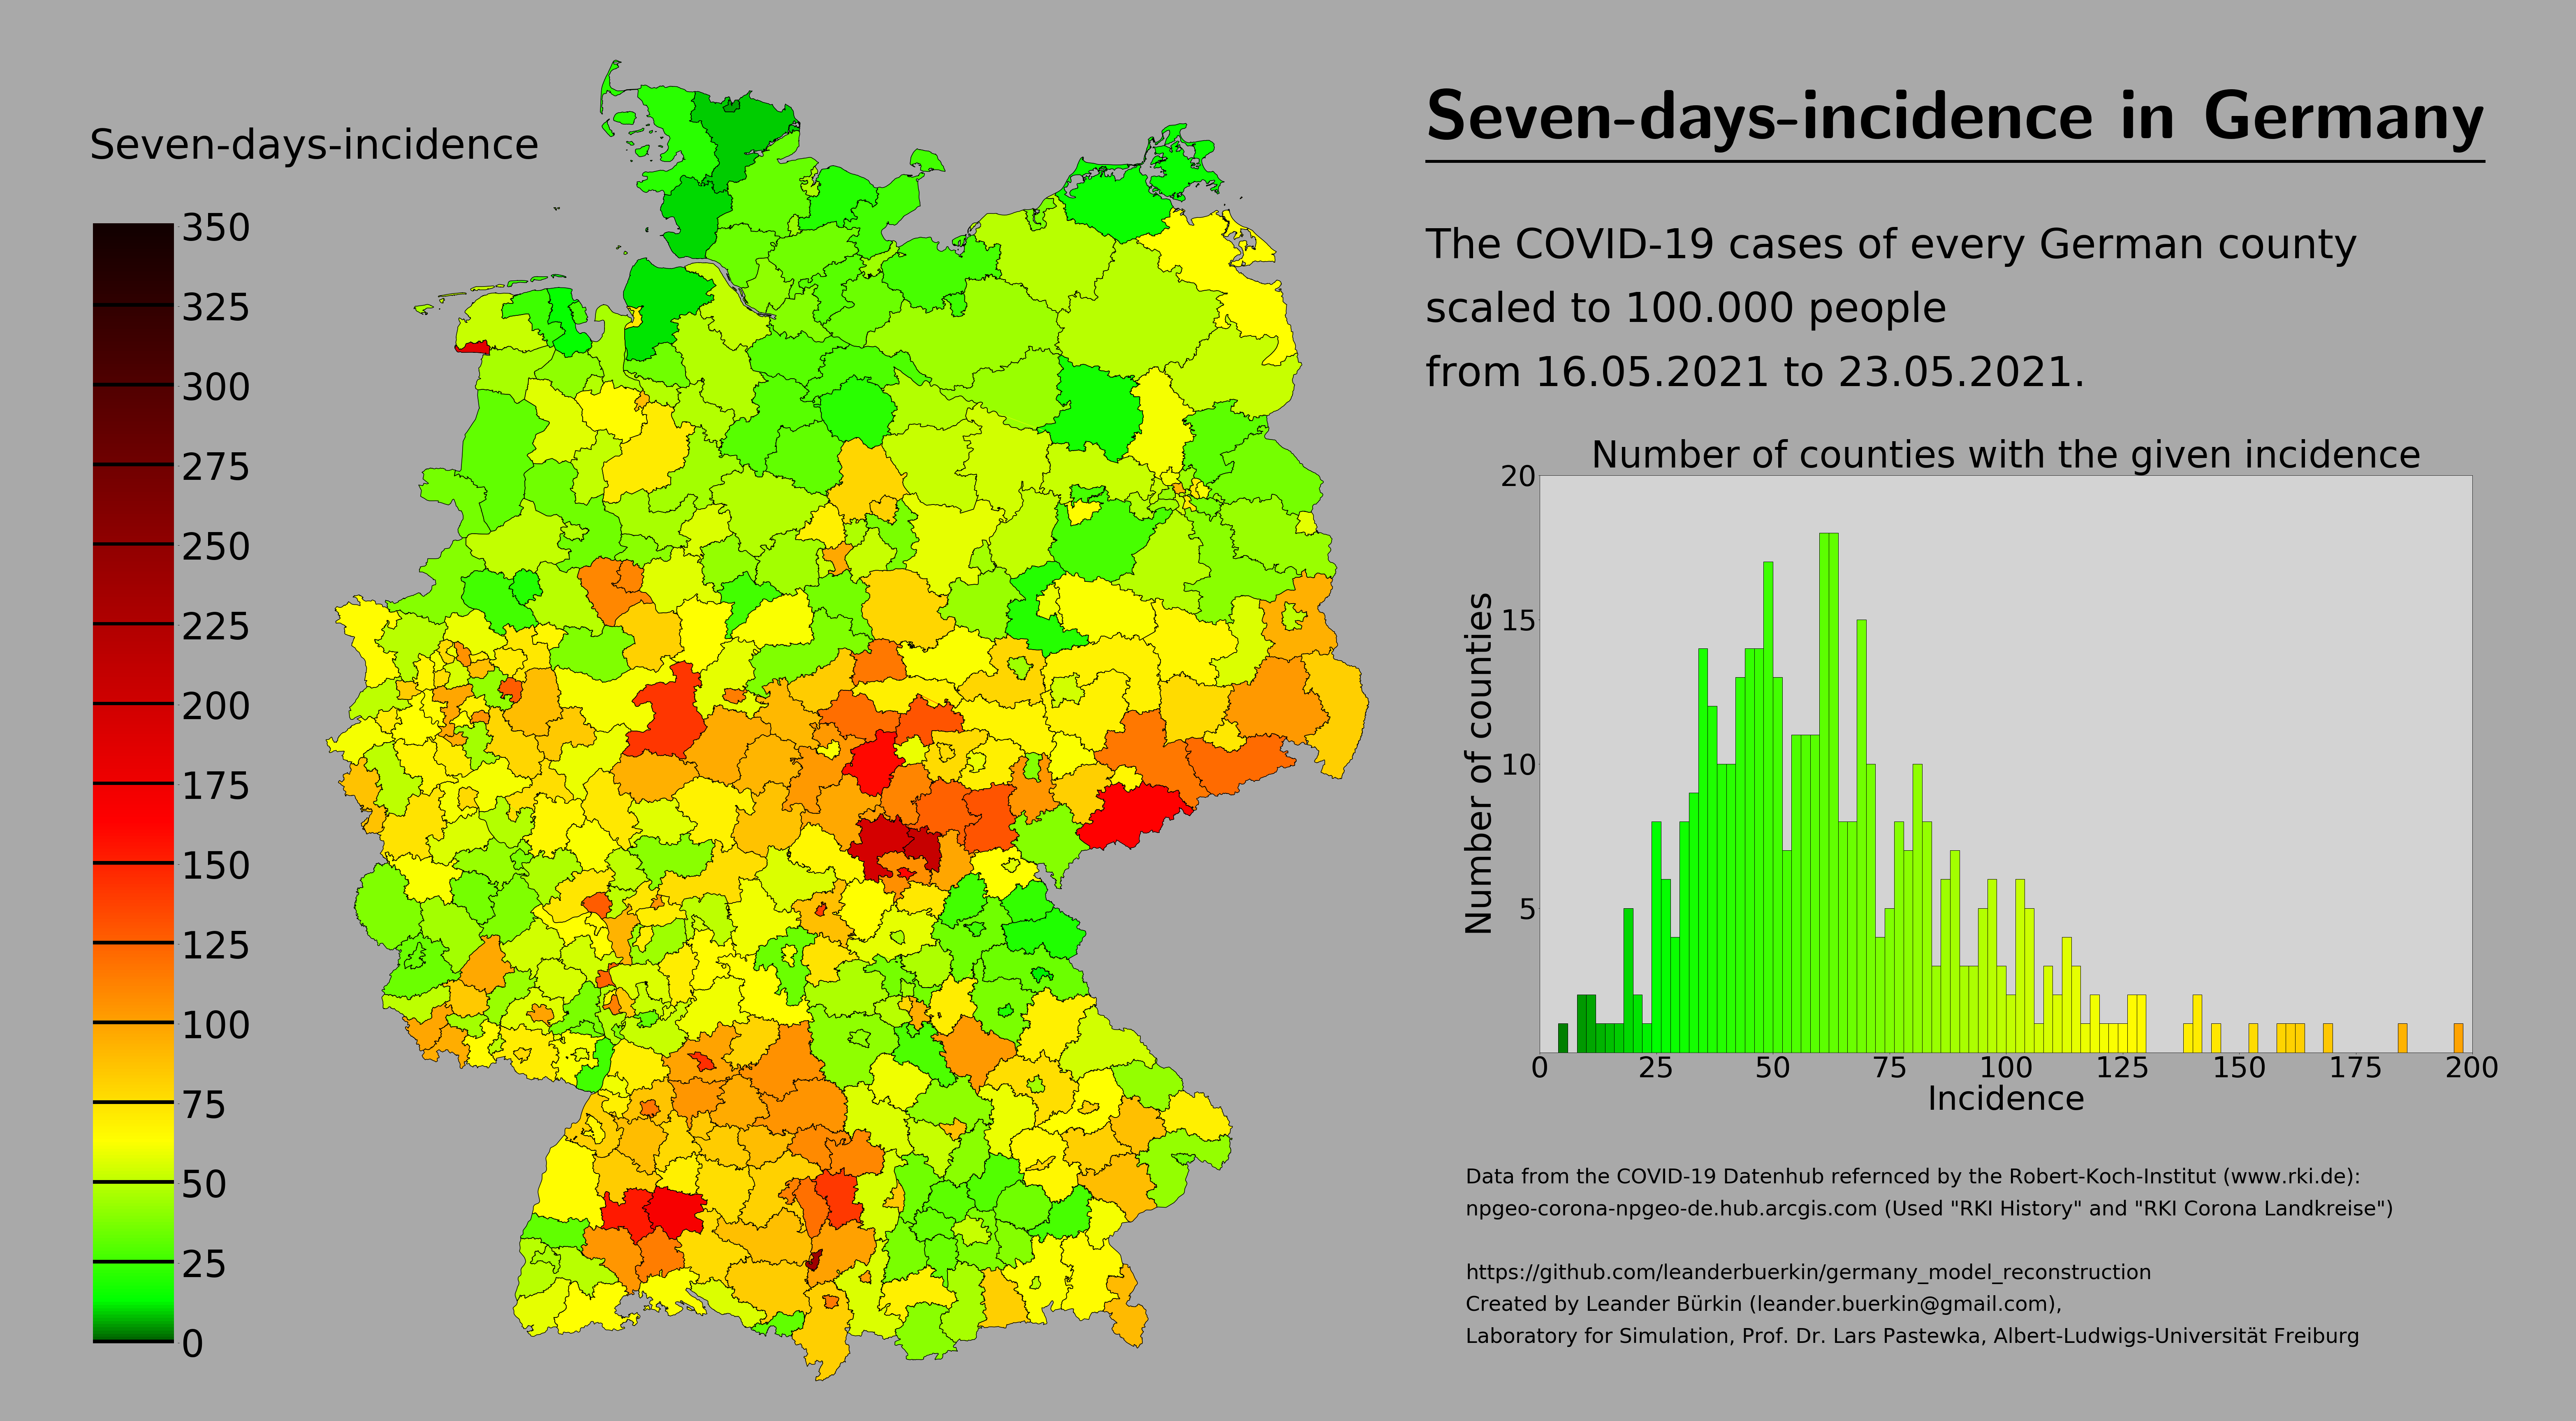 Seven-days-incidence in Germany
Seven-days-incidence
350
325
300
275
250
225
200
175
150
125
100
75
50
25
0
The COVID-19 cases of every German county
scaled to 100.000 people
from 16.05.2021 to 23.05.2021.
Number of counties with the given incidence
Number of counties
20
15
10
5
0 25 50 75 100 125 150 175 200
Incidence
Data from the COVID-19 Datenhub refernced by the Robert-Koch-Institut (www.rki.de):
npgeo-corona-npgeo-de.hub.arcgis.com (Used "RKI History" and "RKI Corona Landkreise")
https://github.com/leanderbuerkin/germany_model_reconstruction
Created by Leander Bürkin (leander.buerkin@gmail.com),
Laboratory for Simulation, Prof. Dr. Lars Pastewka, Albert-Ludwigs-Universität Freiburg